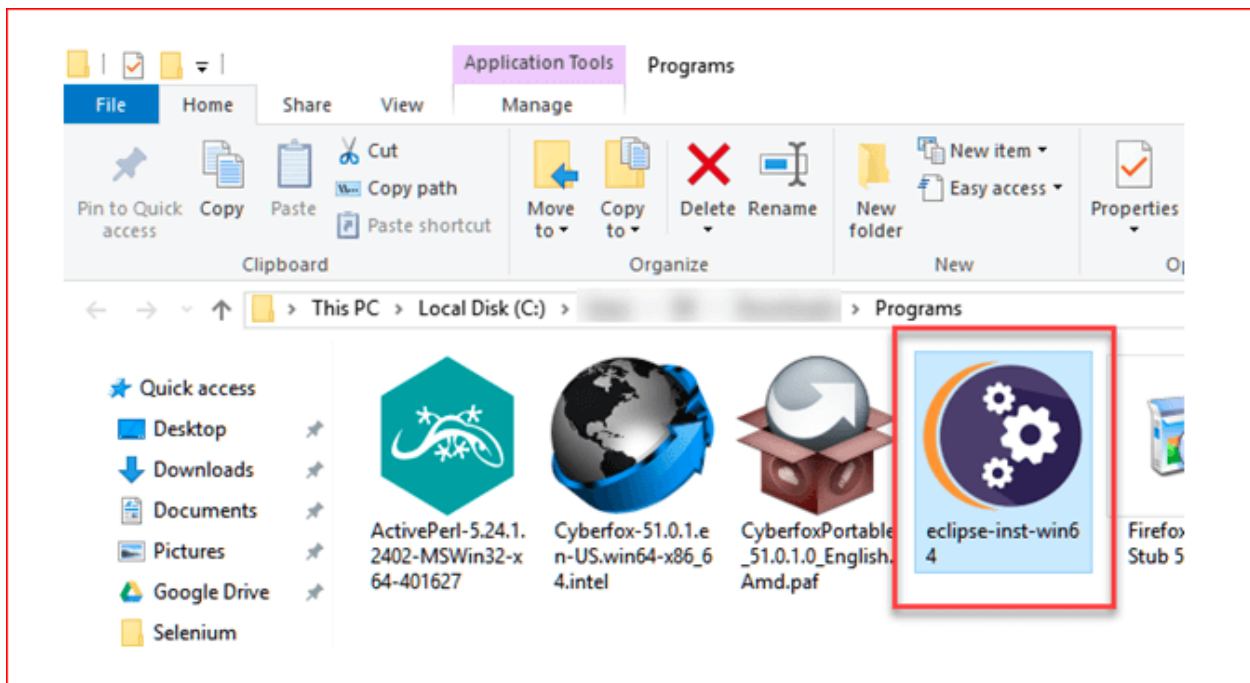 Application Tools
Programs
File
Home
Share
View
Manage
Pin to Quick access
Copy
Paste
Cut
Copy path
Paste shortcut
Move to
Copy to
Delete
Rename
New folder
New item
Easy access
Properties
Clipboard
Organize
New
This PC > Local Disk (C:) >
> Programs
Quick access
Desktop
Downloads
Documents
Pictures
Google Drive
Selenium
ActivePerl-5.24.1.
2402-MSWin32-x
64-401627
Cyberfox-51.0.1.e
n-US.win64-x86_6
4.intel
CyberfoxPortable
_51.0.1.0_English.
Amd.paf
eclipse-inst-win6
4
Firefox
Stub 5